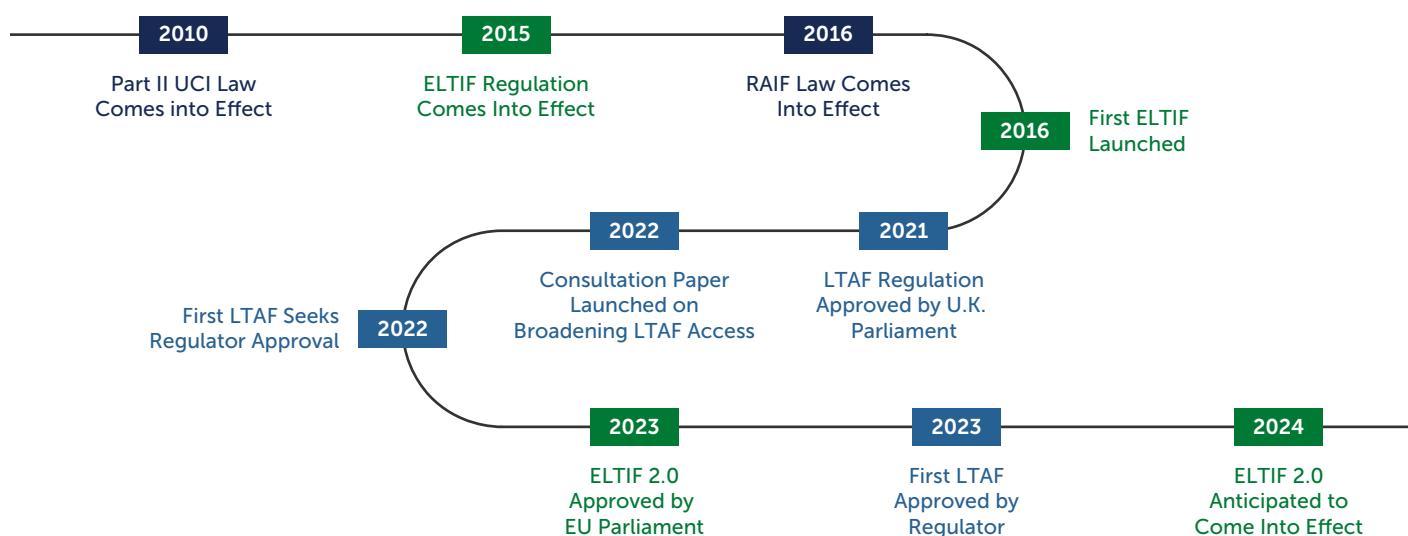 2010
Part II UCI Law
Comes into Effect
2015
ELTIF Regulation
Comes Into Effect
2016
RAIF Law Comes
Into Effect
2016
First ELTIF
Launched
2021
LTAF Regulation
Approved by U.K.
Parliament
2022
Consultation Paper
Launched on
Broadening LTAF Access
2022
First LTAF Seeks
Regulator Approval
2023
ELTIF 2.0
Approved by
EU Parliament
2023
First LTAF
Approved by
Regulator
2024
ELTIF 2.0
Anticipated to
Come Into Effect